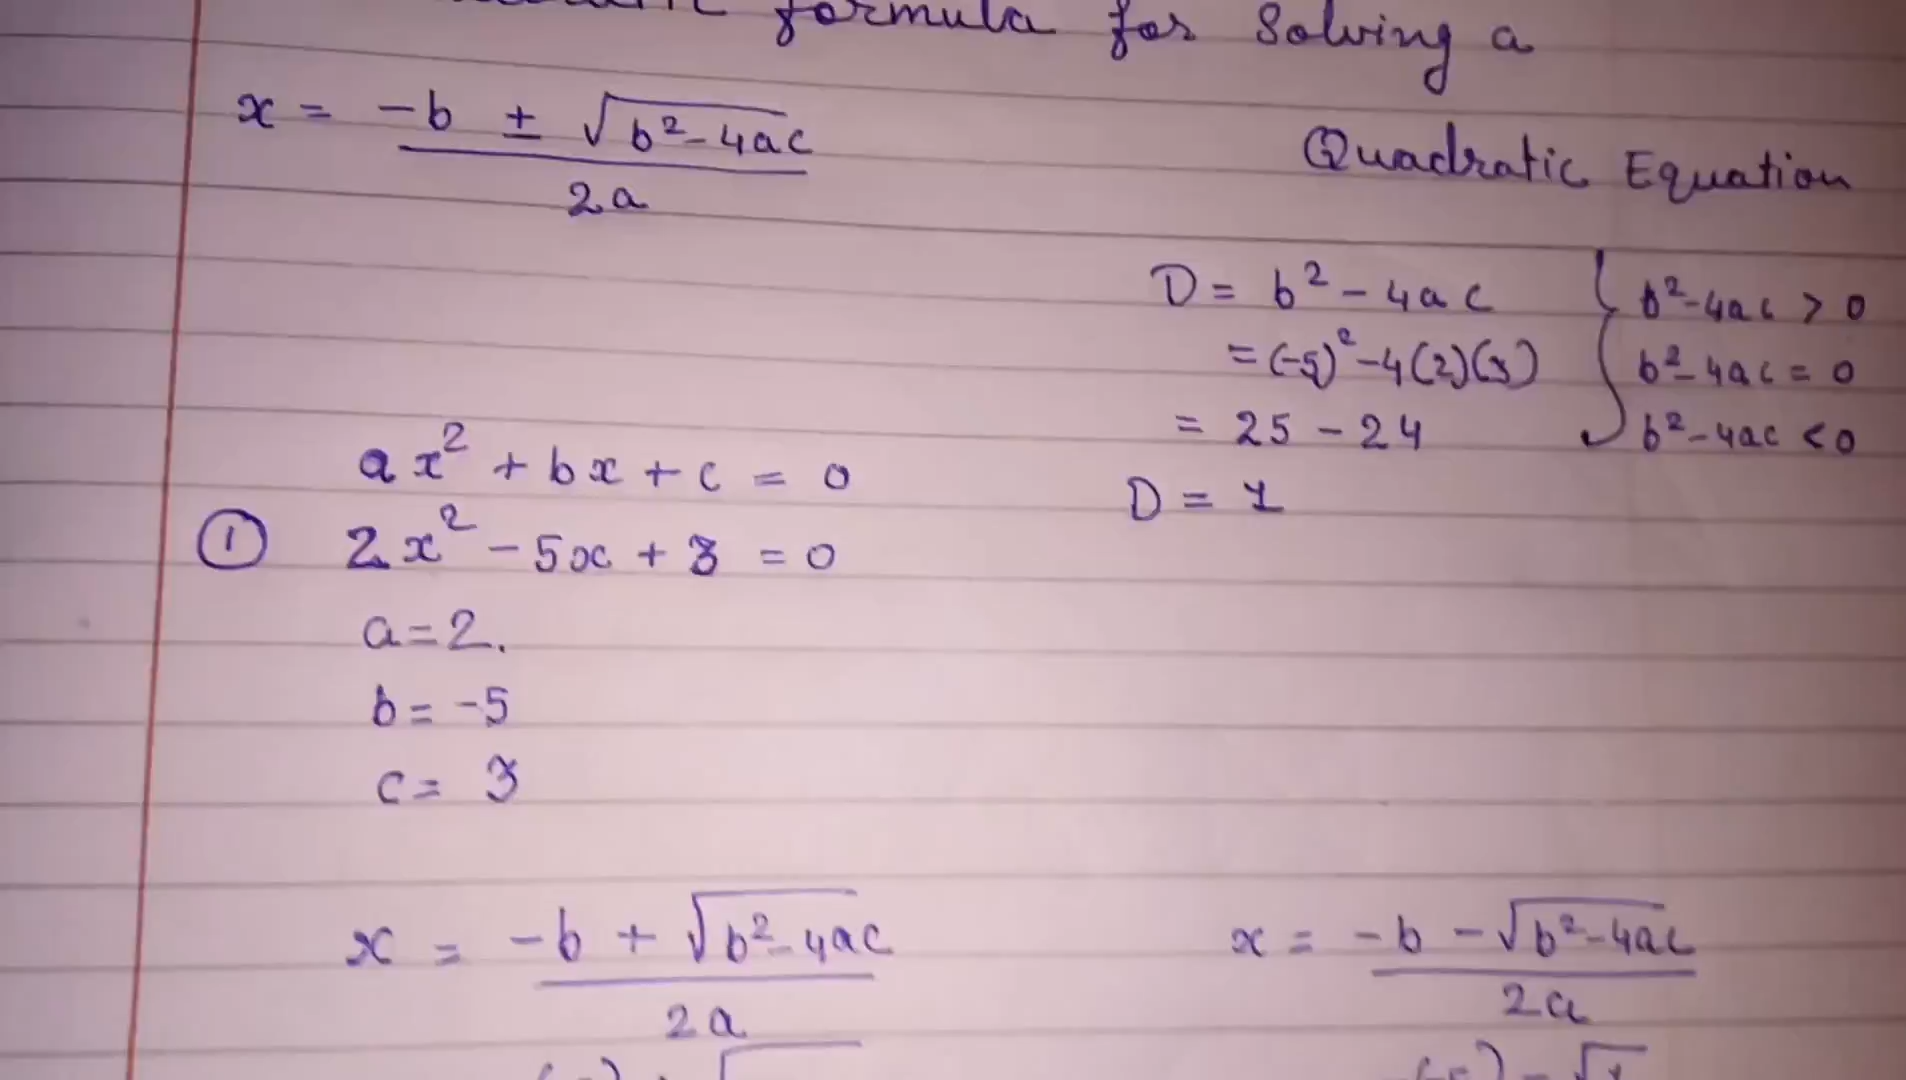 formula for Solving a
x = -b ± √b²-4ac / 2a
Quadratic Equation
D = b² - 4ac
= (-5)² - 4(2)(3)
= 25 - 24
D = 1
b²-4ac > 0
b²-4ac = 0
b²-4ac < 0
ax² + bx + c = 0
① 2x² - 5x + 3 = 0
a = 2.
b = -5
c = 3
x = -b + √b²-4ac / 2a
x = -b - √b²-4ac / 2a